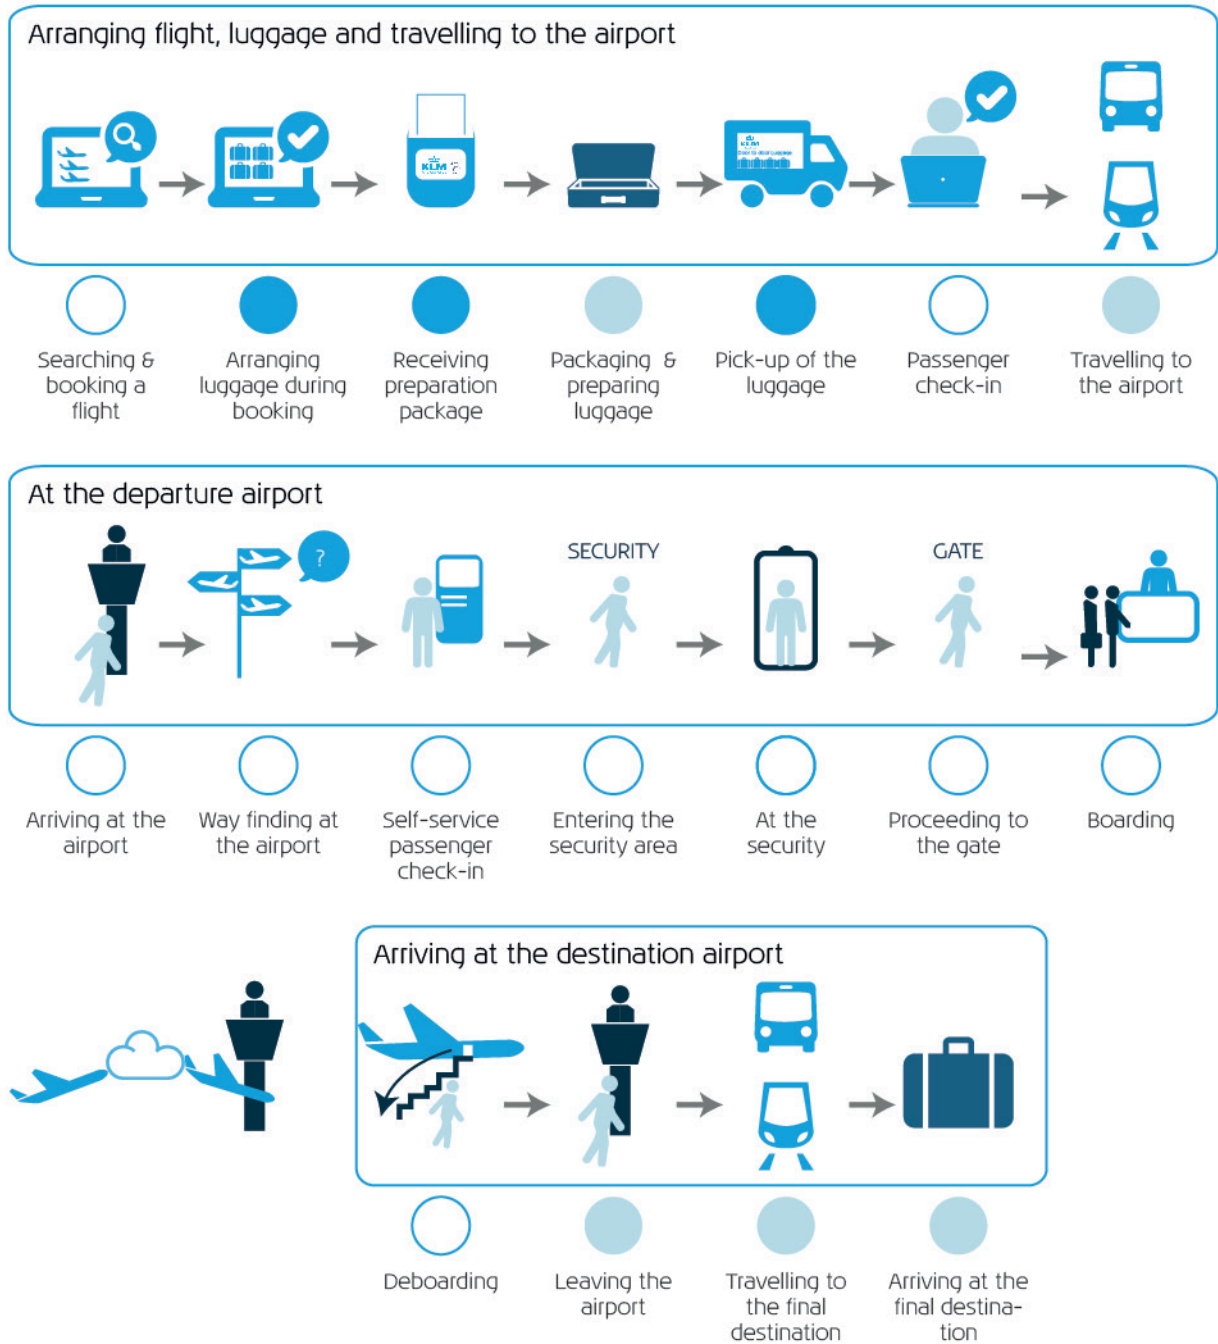 Arranging flight, luggage and travelling to the airport
KLM
KLM
Searching &
booking a
flight
Arranging
luggage during
booking
Receiving
preparation
package
Packaging &
preparing
luggage
Pick-up of the
luggage
Passenger
check-in
Travelling to
the airport
At the departure airport
?
SECURITY
GATE
Arriving at the
airport
Way finding at
the airport
Self-service
passenger
check-in
Entering the
security area
At the
security
Proceeding to
the gate
Boarding
Arriving at the destination airport
Deboarding
Leaving the
airport
Travelling to
the final
destination
Arriving at the
final destina-
tion